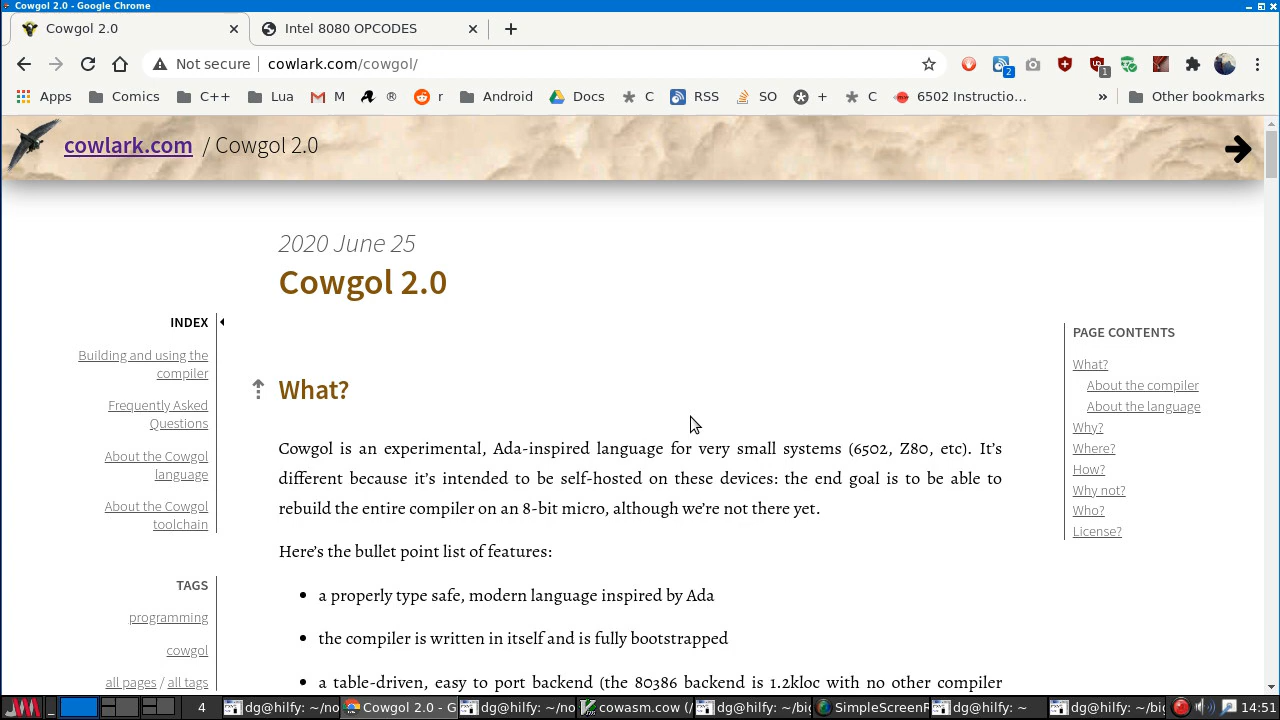 Cowgol 2.0 - Google Chrome
Cowgol 2.0
Intel 8080 OPCODES
Not secure
cowlark.com/cowgol/
2
1
Apps
Comics
C++
Lua
M
®
r
Android
Docs
C
RSS
SO
+
C
6502 Instructio…
»
Other bookmarks
cowlark.com / Cowgol 2.0
2020 June 25
Cowgol 2.0
INDEX
Building and using the
compiler
Frequently Asked
Questions
About the Cowgol
language
About the Cowgol
toolchain
TAGS
programming
cowgol
all pages / all tags
What?
Cowgol is an experimental, Ada-inspired language for very small systems (6502, Z80, etc). It’s
different because it’s intended to be self-hosted on these devices: the end goal is to be able to
rebuild the entire compiler on an 8-bit micro, although we’re not there yet.
Here’s the bullet point list of features:
• a properly type safe, modern language inspired by Ada
• the compiler is written in itself and is fully bootstrapped
• a table-driven, easy to port backend (the 80386 backend is 1.2kloc with no other compiler
PAGE CONTENTS
What?
About the compiler
About the language
Why?
Where?
How?
Why not?
Who?
License?
4
dg@hilfy: ~/no
Cowgol 2.0 - G
dg@hilfy: ~/no
cowasm.cow (/
dg@hilfy: ~/big
SimpleScreenF
dg@hilfy: ~
dg@hilfy: ~/big
14:51